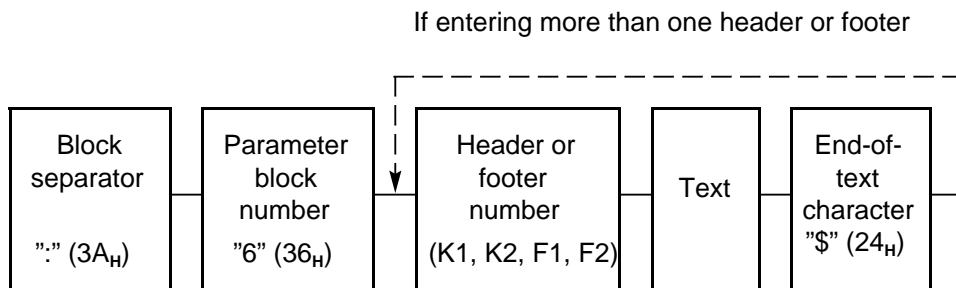 If entering more than one header or footer
Block
separator
":" (3AH)
Parameter
block
number
"6" (36H)
Header or
footer
number
(K1, K2, F1, F2)
Text
End-of-
text
character
"$" (24H)